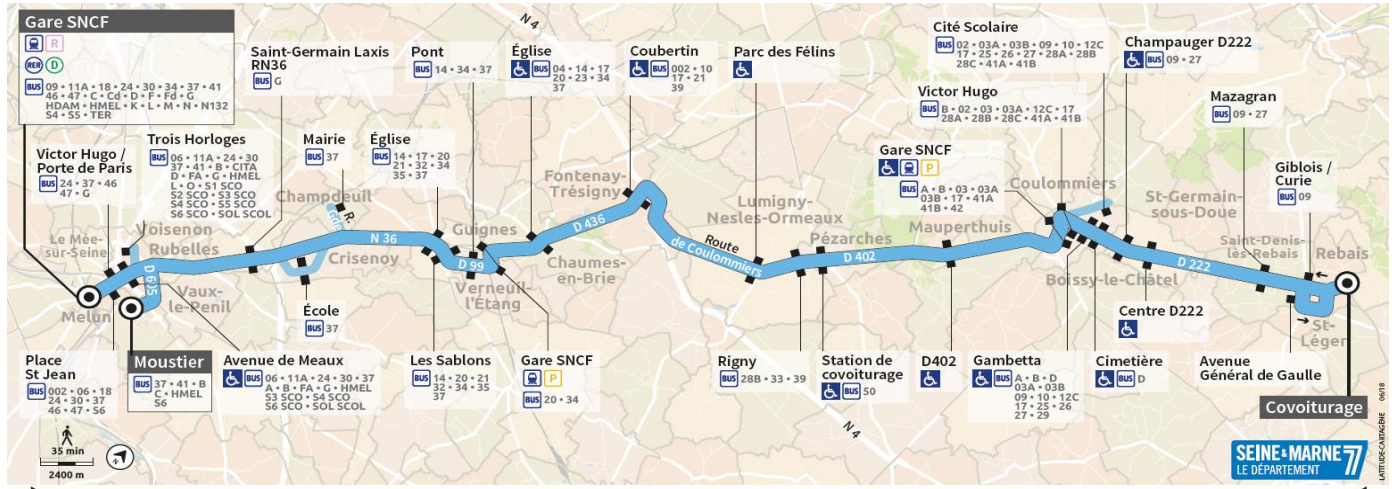 Gare SNCF
R
RER D
BUS 09 • 11A • 18 • 24 • 30 • 34 • 37 • 41
46 • 47 • C • Cd • D • F • Fd • G
HDAM • HMEL • K • L • M • N • N132
S4 • S5 • TER
Victor Hugo /
Porte de Paris
BUS 24 • 37 • 46
47 • G
Trois Horloges
BUS 06 • 11A • 24 • 30
37 • 41 • B • CITA
D • FA • G • HMEL
L • O • S1 SCO
S2 SCO • S3 SCO
S4 SCO • S5 SCO
S6 SCO • SOL SCOL
Saint-Germain Laxis
RN36
BUS G
Mairie
BUS 37
Église
BUS 14 • 17 • 20
21 • 32 • 34
35 • 37
Pont
BUS 14 • 34 • 37
Église
BUS 04 • 14 • 17
20 • 23 • 34
37
Coubertin
BUS 002 • 10
17 • 21
39
Parc des Félins
Cité Scolaire
BUS 02 • 03A • 03B • 09 • 10 • 12C
17 • 25 • 26 • 27 • 28A • 28B
28C • 41A • 41B
Victor Hugo
BUS B • 02 • 03 • 03A • 12C • 17
28A • 28B • 28C • 41A • 41B
Gare SNCF
P
BUS A • B • 03 • 03A
03B • 17 • 41A
41B • 42
Champauger D222
BUS 09 • 27
Mazagran
BUS 09 • 27
Giblois /
Curie
BUS 09
N 4
Le Mée-
sur-Seine
Voisenon
Rubelles
Champdeuil
Crisenoy
Guignes
Fontenay-
Trésigny
Lumigny-
Nesles-Ormeaux
Pézarches
Mauperthuis
Coulommiers
St-Germain-
sous-Doue
Saint-Denis-
lès-Rebais
Rebais
Melun
Vaux-
le-Penil
Verneuil-
l'Étang
Chaumes-
en-Brie
Boissy-le-Châtel
St-
Léger
D 605
N 36
D 99
D 436
Route
de Coulommiers
D 402
D 222
Place
St Jean
BUS 002 • 06 • 18
24 • 30 • 37
46 • 47 • S6
Moustier
BUS 37 • 41 • B
C • HMEL
S6
Avenue de Meaux
BUS 06 • 11A • 24 • 30 • 37
A • B • FA • G • HMEL
S3 SCO • S4 SCO
S6 SCO • SOL SCOL
École
BUS 37
Les Sablons
BUS 14 • 20 • 21
32 • 34 • 35
37
Gare SNCF
P
BUS 20 • 34
Rigny
BUS 28B • 33 • 39
Station de
covoiturage
BUS 50
D402
Gambetta
BUS A • B • D
03A • 03B
09 • 10 • 12C
17 • 25 • 26
27 • 29
Cimetière
BUS D
Centre D222
Avenue
Général de Gaulle
Covoiturage
N 4
35 min
2400 m
SEINE & MARNE 77
LE DÉPARTEMENT
LATITUDE-CARTAGÈNE 06/18